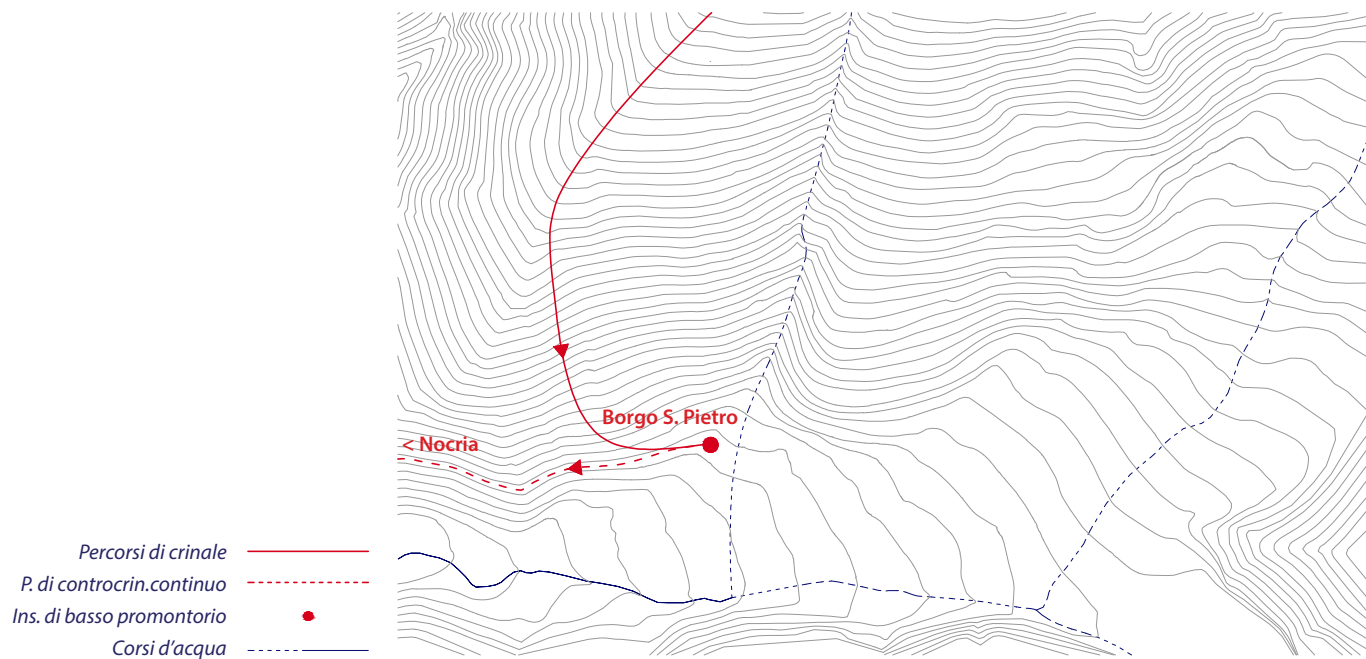 Borgo S. Pietro
< Nocria
Percorsi di crinale
P. di controcrin.continuo
Ins. di basso promontorio
Corsi d'acqua